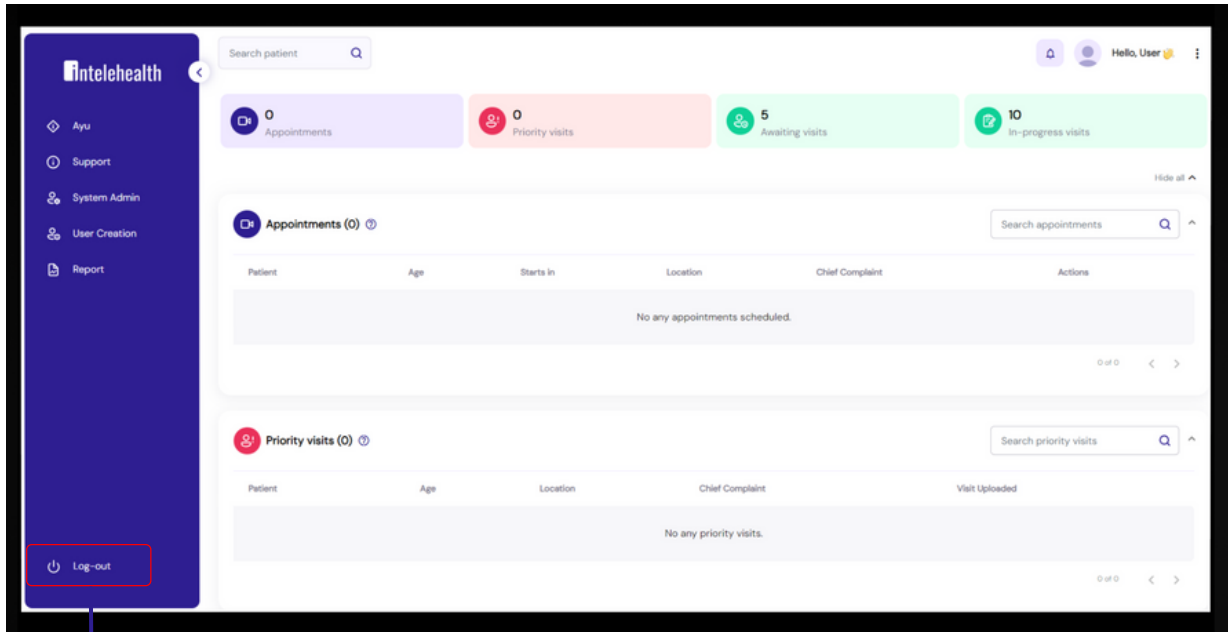 intelehealth
Ayu
Support
System Admin
User Creation
Report
Log-out
Search patient
Hello, User
0
Appointments
0
Priority visits
5
Awaiting visits
10
In-progress visits
Hide all
Appointments (0)
Search appointments
Patient Age Starts in Location Chief Complaint Actions
No any appointments scheduled.
0 of 0
Priority visits (0)
Search priority visits
Patient Age Location Chief Complaint Visit Uploaded
No any priority visits.
0 of 0